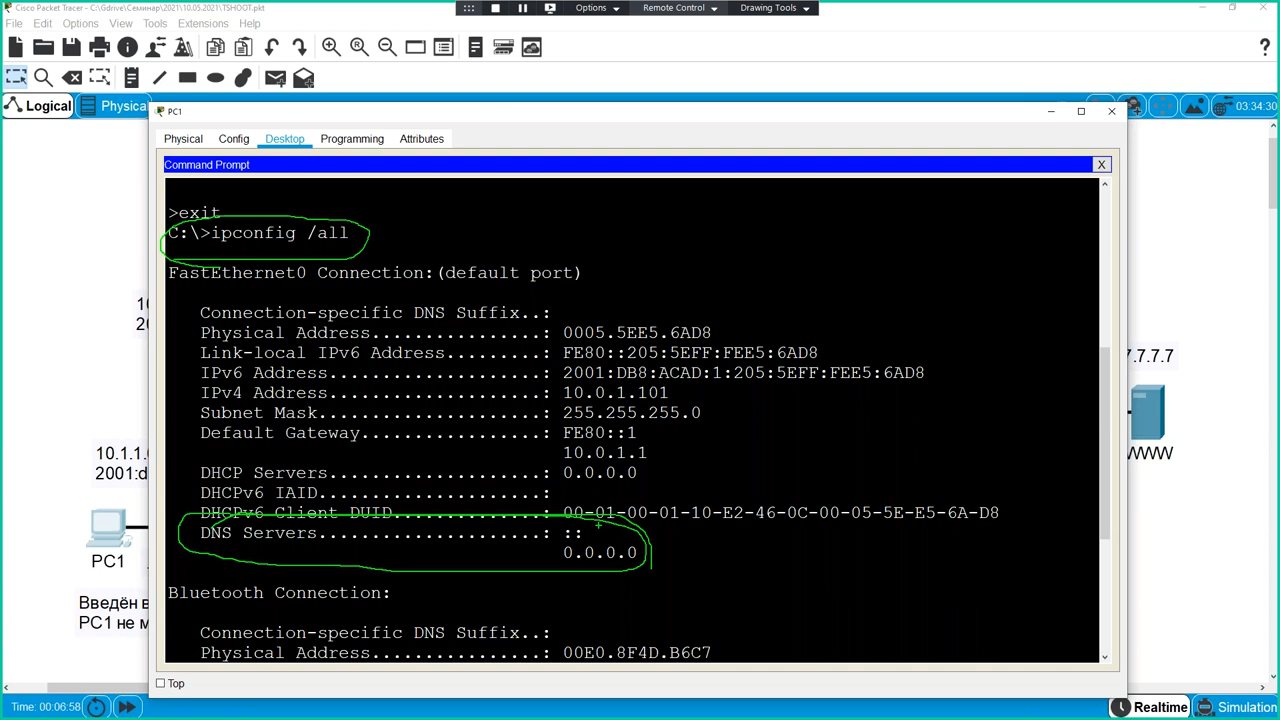 Cisco Packet Tracer - C:\Gdrive\Семинар\2021\10.05.2021\TSHOOT.pkt
Options
Remote Control
Drawing Tools
File Edit Options View Tools Extensions Help
?
Logical
Physica
03:34:30
PC1
Physical Config Desktop Programming Attributes
Command Prompt
X
>exit
C:\>ipconfig /all
FastEthernet0 Connection:(default port)
Connection-specific DNS Suffix..:
Physical Address................: 0005.5EE5.6AD8
Link-local IPv6 Address.........: FE80::205:5EFF:FEE5:6AD8
IPv6 Address....................: 2001:DB8:ACAD:1:205:5EFF:FEE5:6AD8
IPv4 Address....................: 10.0.1.101
Subnet Mask.....................: 255.255.255.0
Default Gateway.................: FE80::1
10.0.1.1
DHCP Servers....................: 0.0.0.0
DHCPv6 IAID.....................:
DHCPv6 Client DUID..............: 00-01-00-01-10-E2-46-0C-00-05-5E-E5-6A-D8
DNS Servers.....................: ::
0.0.0.0
Bluetooth Connection:
Connection-specific DNS Suffix..:
Physical Address................: 00E0.8F4D.B6C7
Top
10
20
10.1.1.0
2001:d
PC1
Введён в
PC1 не м
7.7.7.7
WWW
Time: 00:06:58
Realtime
Simulation